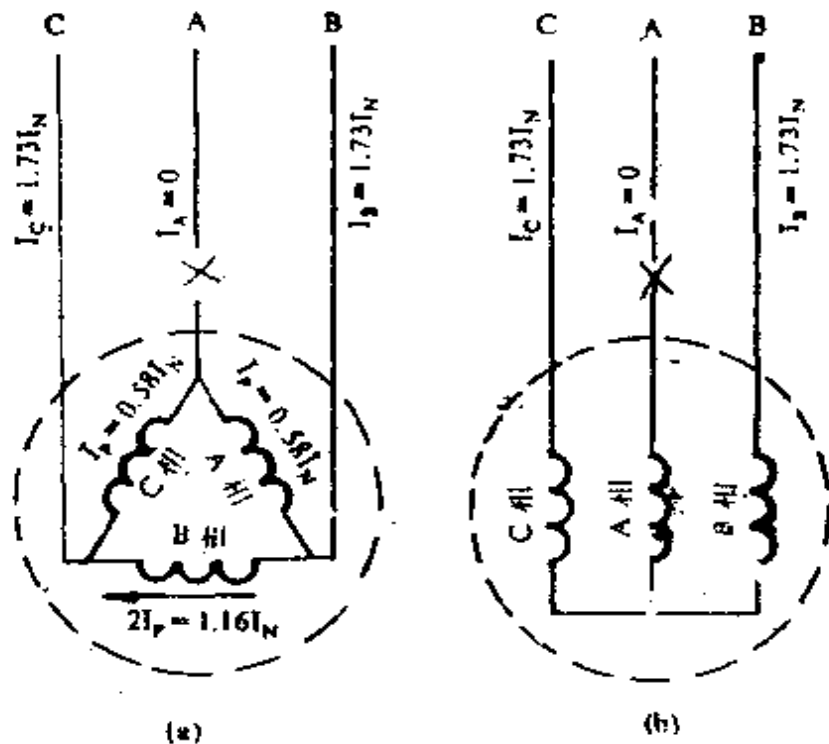 C A B
I_C = 1.73I_N
I_A = 0
I_B = 1.73I_N
I_P = 0.58I_N
I_P = 0.58I_N
C 相
A 相
B 相
2I_P = 1.16I_N
(a)
C A B
I_C = 1.73I_N
I_A = 0
I_B = 1.73I_N
C 相
A 相
B 相
(b)